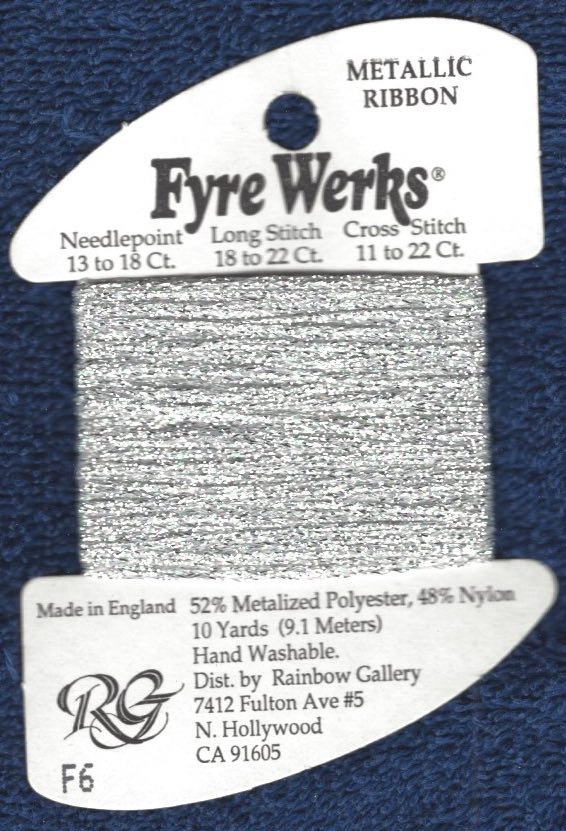 METALLIC
RIBBON
Fyre Werks®
Needlepoint Long Stitch Cross Stitch
13 to 18 Ct. 18 to 22 Ct. 11 to 22 Ct.
Made in England 52% Metalized Polyester, 48% Nylon
10 Yards (9.1 Meters)
Hand Washable.
Dist. by Rainbow Gallery
7412 Fulton Ave #5
N. Hollywood
CA 91605
RG
F6